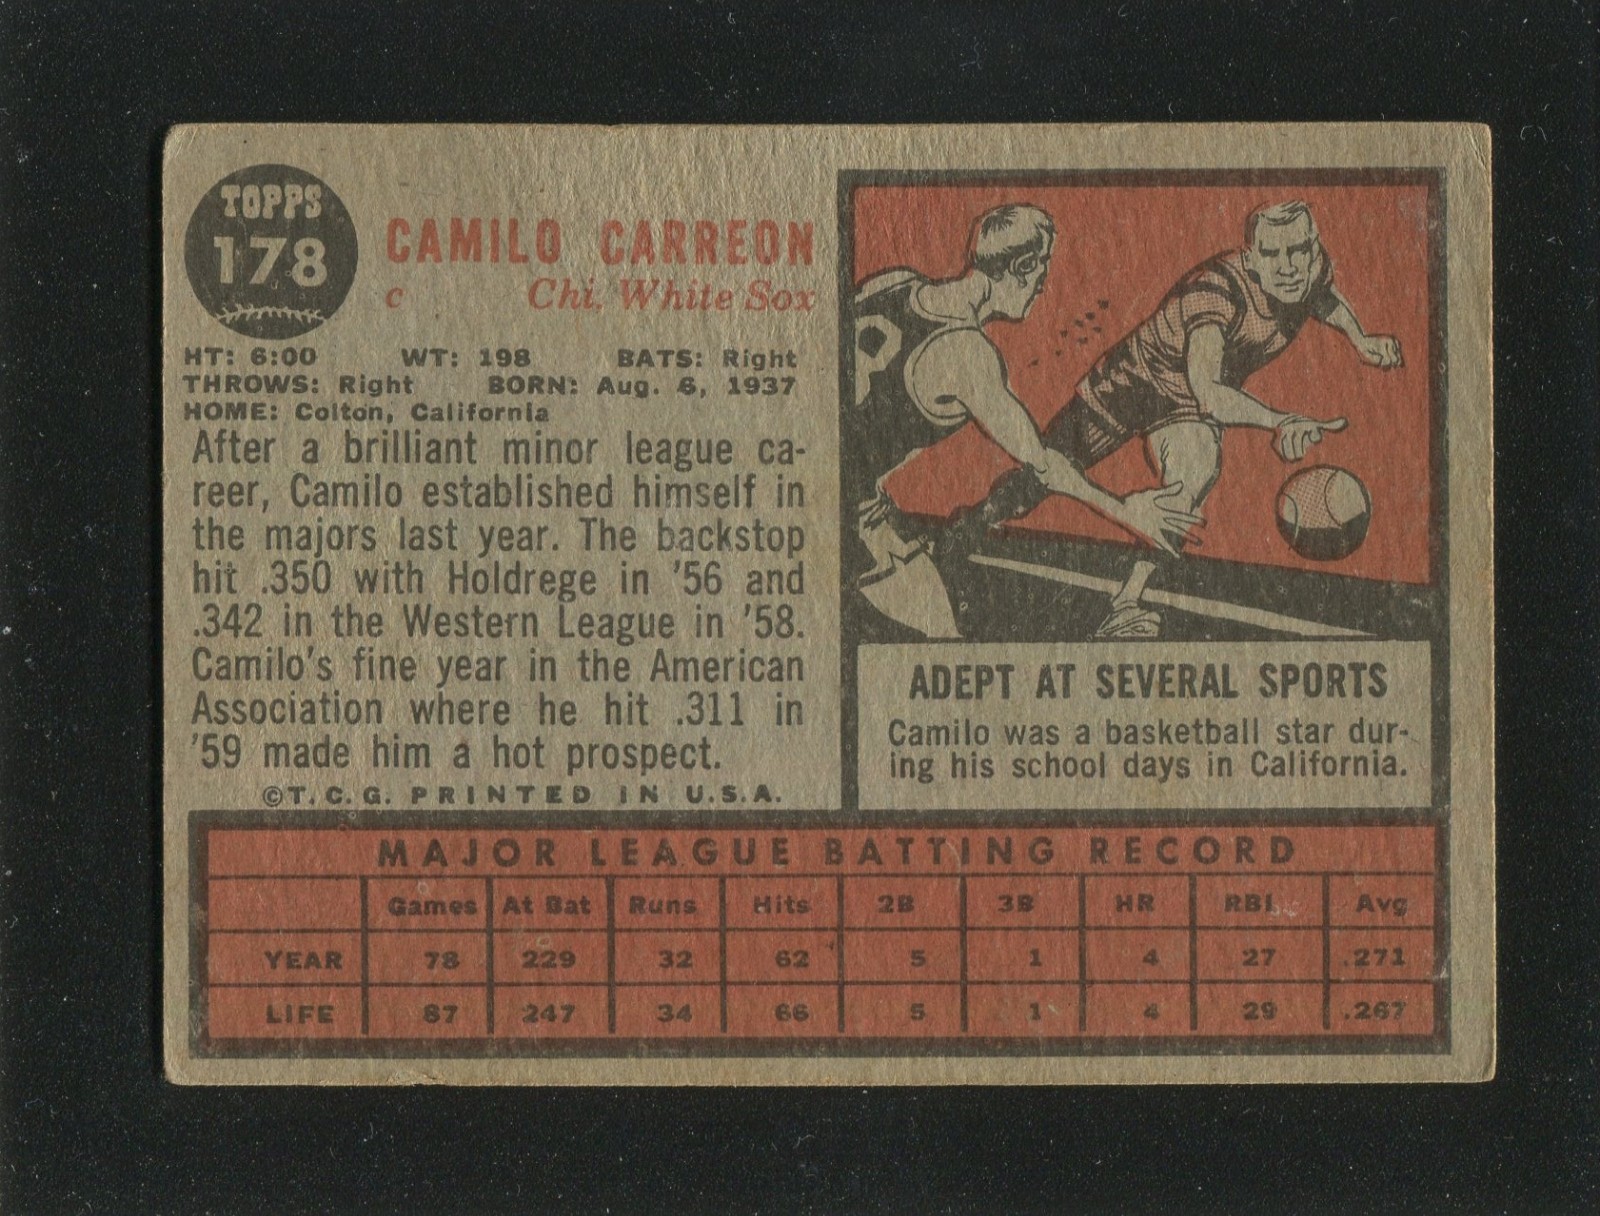 TOPPS
178
CAMILO CARREON
c Chi. White Sox
HT: 6:00 WT: 198 BATS: Right
THROWS: Right BORN: Aug. 6, 1937
HOME: Colton, California
After a brilliant minor league ca-
reer, Camilo established himself in
the majors last year. The backstop
hit .350 with Holdrege in '56 and
.342 in the Western League in '58.
Camilo's fine year in the American
Association where he hit .311 in
'59 made him a hot prospect.
©T.C.G. PRINTED IN U.S.A.
P
ADEPT AT SEVERAL SPORTS
Camilo was a basketball star dur-
ing his school days in California.
MAJOR LEAGUE BATTING RECORD
Games At Bat Runs Hits 2B 3B HR RBI Avg
YEAR 78 229 32 62 5 1 4 27 .271
LIFE 87 247 34 66 5 1 4 29 .267